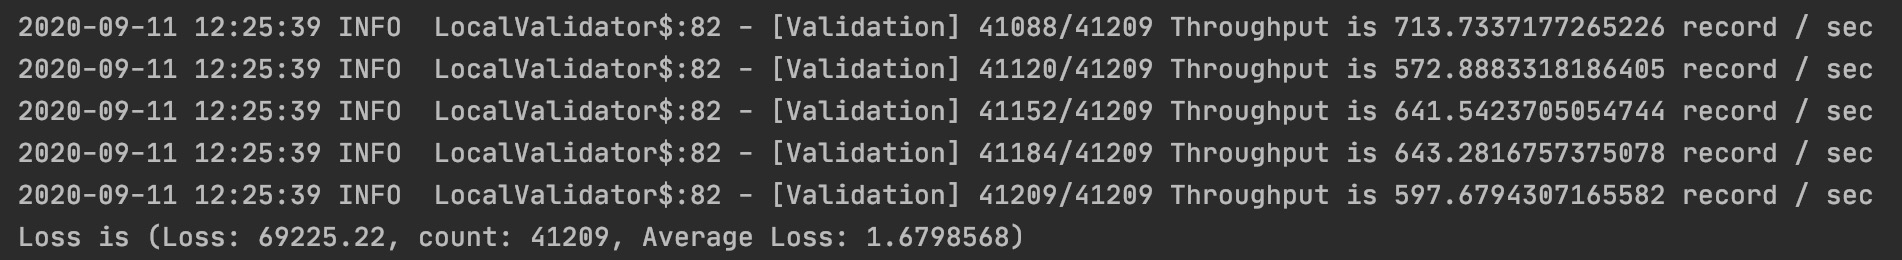 2020-09-11 12:25:39 INFO  LocalValidator$:82 - [Validation] 41088/41209 Throughput is 713.7337177265226 record / sec
2020-09-11 12:25:39 INFO  LocalValidator$:82 - [Validation] 41120/41209 Throughput is 572.8883318186405 record / sec
2020-09-11 12:25:39 INFO  LocalValidator$:82 - [Validation] 41152/41209 Throughput is 641.5423705054744 record / sec
2020-09-11 12:25:39 INFO  LocalValidator$:82 - [Validation] 41184/41209 Throughput is 643.2816757375078 record / sec
2020-09-11 12:25:39 INFO  LocalValidator$:82 - [Validation] 41209/41209 Throughput is 597.6794307165582 record / sec
Loss is (Loss: 69225.22, count: 41209, Average Loss: 1.6798568)